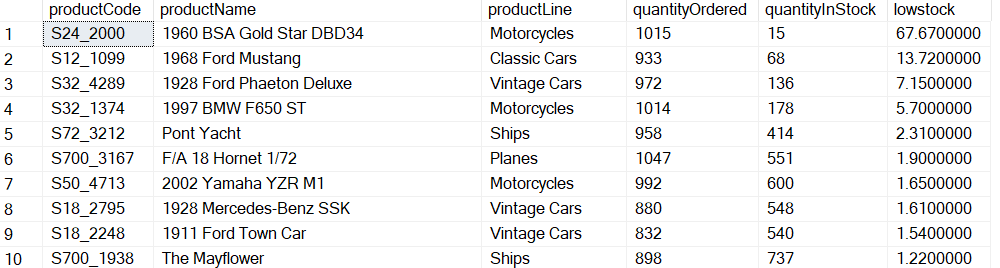 productCode productName productLine quantityOrdered quantityInStock lowstock
1 S24_2000 1960 BSA Gold Star DBD34 Motorcycles 1015 15 67.6700000
2 S12_1099 1968 Ford Mustang Classic Cars 933 68 13.7200000
3 S32_4289 1928 Ford Phaeton Deluxe Vintage Cars 972 136 7.1500000
4 S32_1374 1997 BMW F650 ST Motorcycles 1014 178 5.7000000
5 S72_3212 Pont Yacht Ships 958 414 2.3100000
6 S700_3167 F/A 18 Hornet 1/72 Planes 1047 551 1.9000000
7 S50_4713 2002 Yamaha YZR M1 Motorcycles 992 600 1.6500000
8 S18_2795 1928 Mercedes-Benz SSK Vintage Cars 880 548 1.6100000
9 S18_2248 1911 Ford Town Car Vintage Cars 832 540 1.5400000
10 S700_1938 The Mayflower Ships 898 737 1.2200000